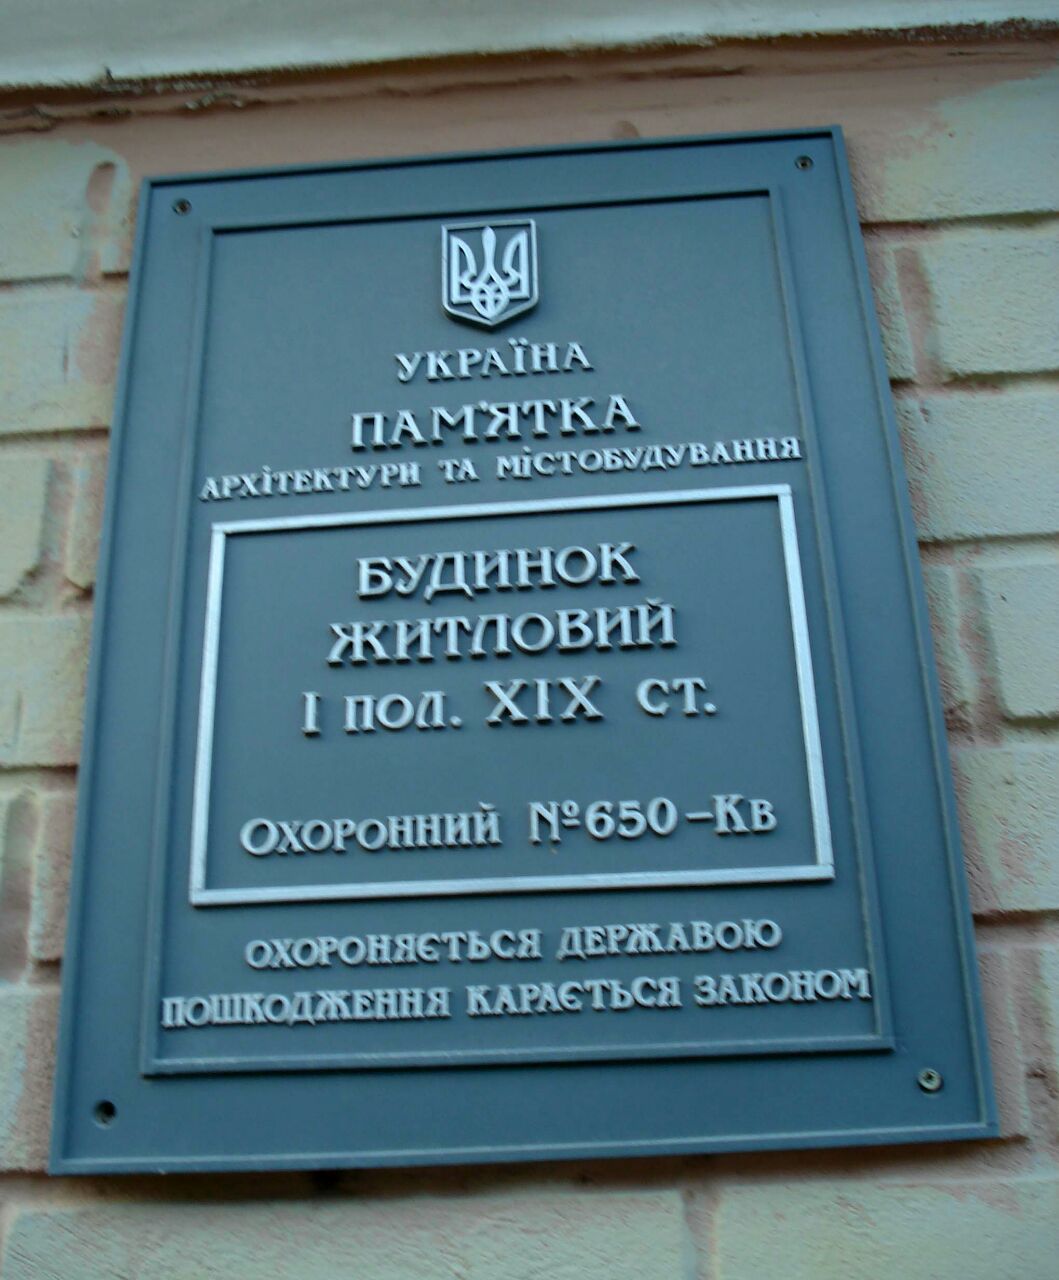 УКРАЇНА
ПАМ'ЯТКА
АРХІТЕКТУРИ ТА МІСТОБУДУВАННЯ
БУДИНОК
ЖИТЛОВИЙ
І ПОЛ. XIX СТ.
ОХОРОННИЙ №650-Кв
ОХОРОНЯЄТЬСЯ ДЕРЖАВОЮ
ПОШКОДЖЕННЯ КАРАЄТЬСЯ ЗАКОНОМ